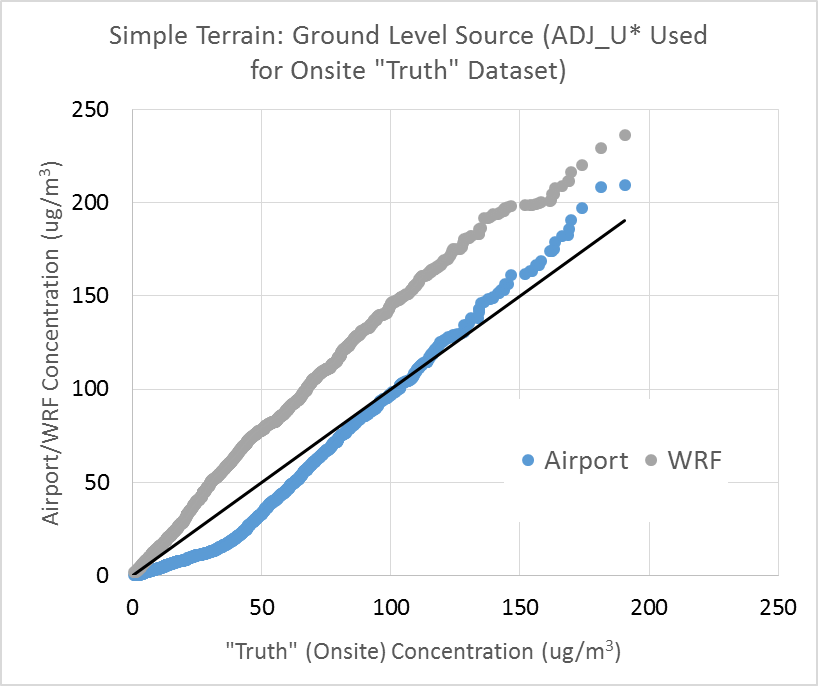 Simple Terrain: Ground Level Source (ADJ_U* Used
for Onsite "Truth" Dataset)
250
200
150
100
50
0
Airport/WRF Concentration (ug/m³)
Airport
WRF
0
50
100
150
200
250
"Truth" (Onsite) Concentration (ug/m³)